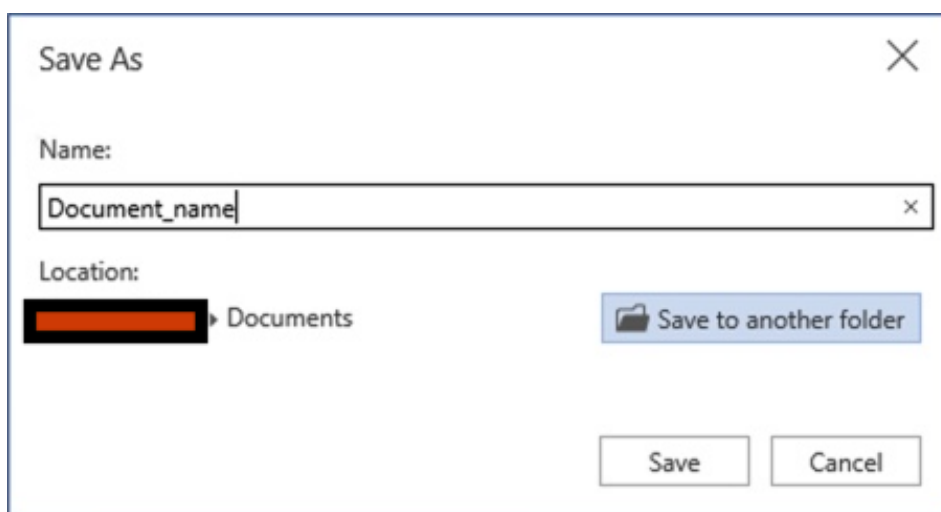 Save As
Name:
Document_name
Location:
Documents
Save to another folder
Save
Cancel